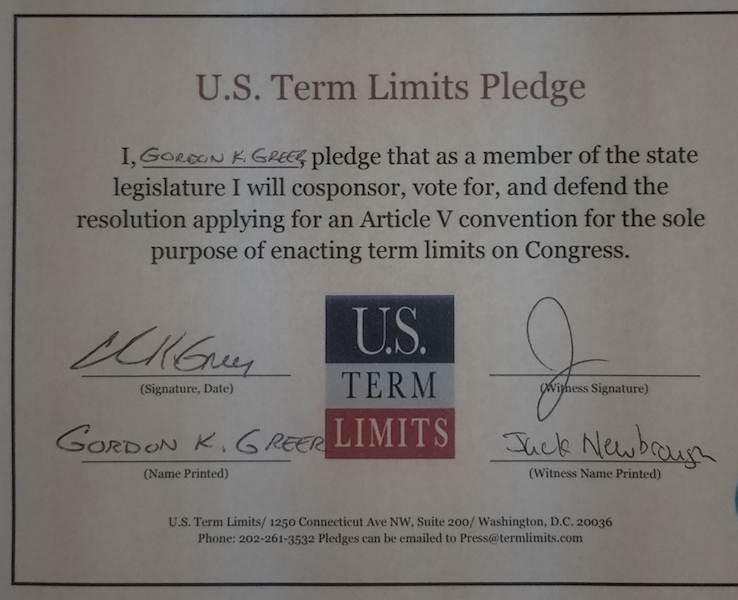 U.S. Term Limits Pledge
I, GORDON K. GREER, pledge that as a member of the state
legislature I will cosponsor, vote for, and defend the
resolution applying for an Article V convention for the sole
purpose of enacting term limits on Congress.
U.S.
TERM
LIMITS
(Signature, Date)
(Witness Signature)
GORDON K. GREER
Jack Newbrough
(Name Printed)
(Witness Name Printed)
U.S. Term Limits/ 1250 Connecticut Ave NW, Suite 200/ Washington, D.C. 20036
Phone: 202-261-3532 Pledges can be emailed to Press@termlimits.com